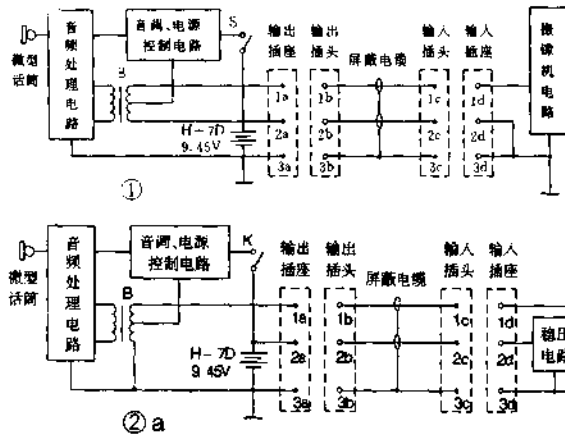 微型
话筒
音频处理电路
音调、电源
控制电路
S
B
H-7D
9.45V
输出
插座
输出
插头
屏蔽电缆
输入
插头
输入
插座
摄像机电路
1a 1b 1c 1d
2a 2b 2c 2d
3a 3b 3c 3d
①
微型
话筒
音频处理电路
音调、电源
控制电路
K
B
H-7D
9.45V
输出
插座
输出
插头
屏蔽电缆
输入
插头
输入
插座
稳压
电路
1a 1b 1c 1d
2a 2b 2c 2d
3a 3b 3c 3d
②a